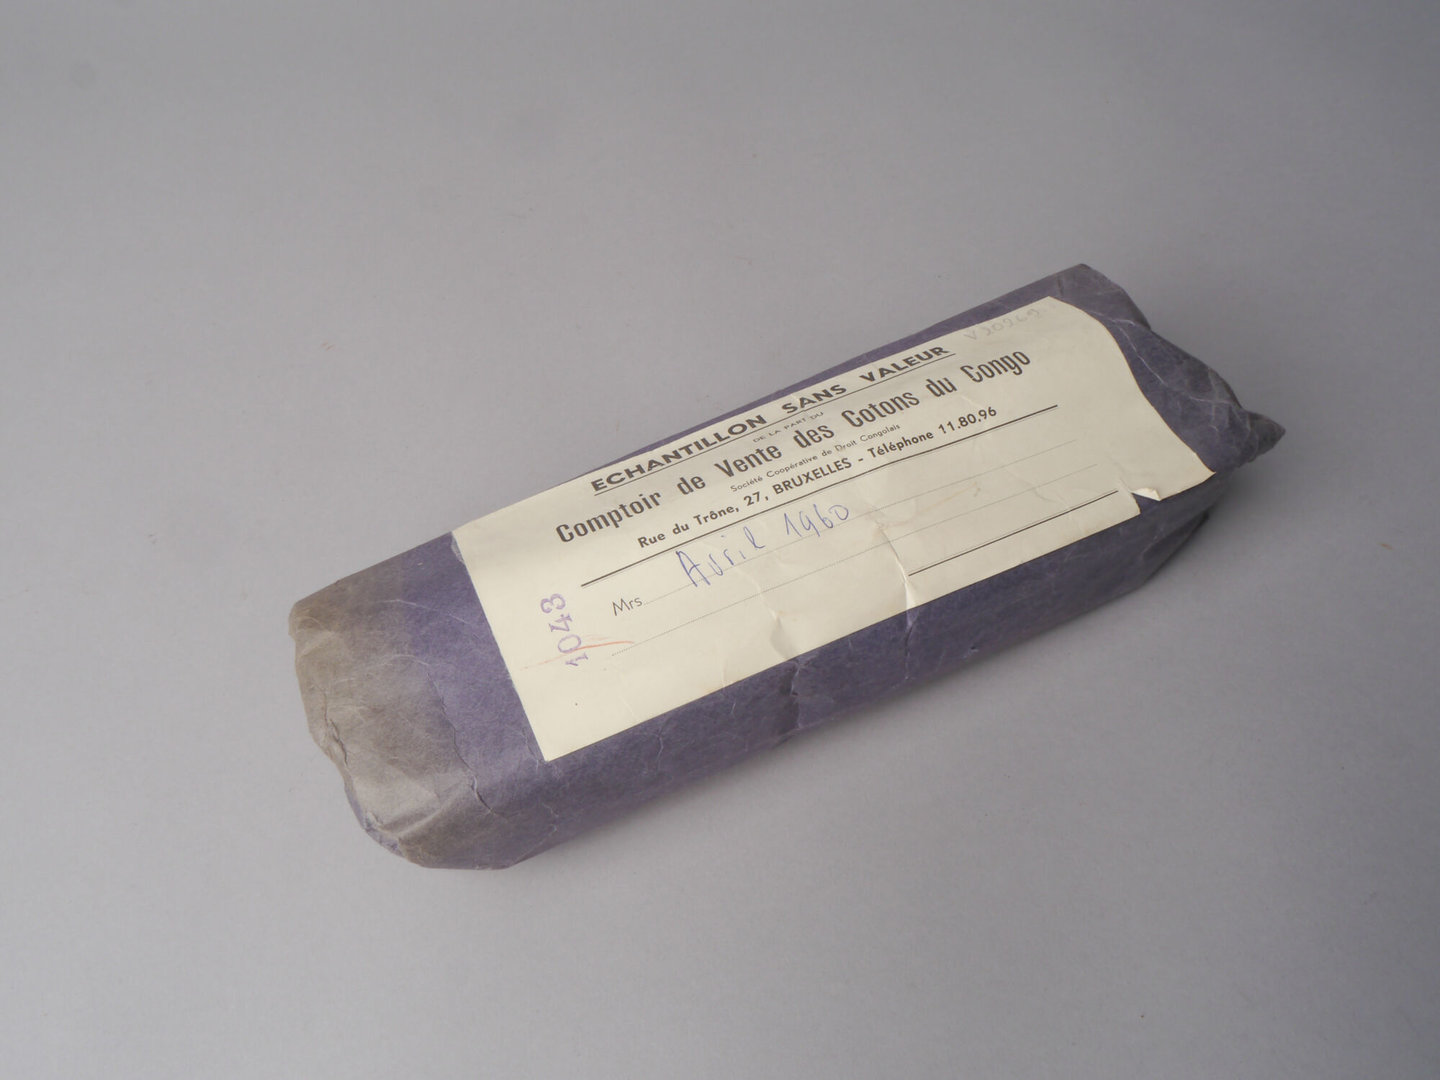 V20969
ECHANTILLON SANS VALEUR
DE LA PART DU
Comptoir de Vente des Cotons du Congo
Société Coopérative de Droit Congolais
Rue du Trône, 27, BRUXELLES - Téléphone 11.80.96
Mrs Avril 1960
1043